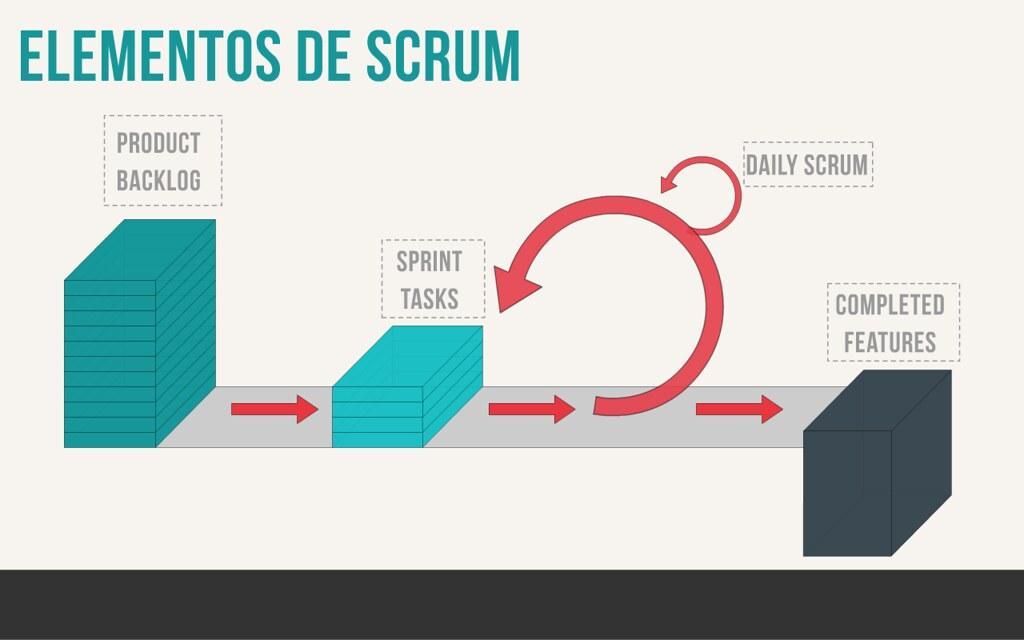 ELEMENTOS DE SCRUM
PRODUCT
BACKLOG
DAILY SCRUM
SPRINT
TASKS
COMPLETED
FEATURES